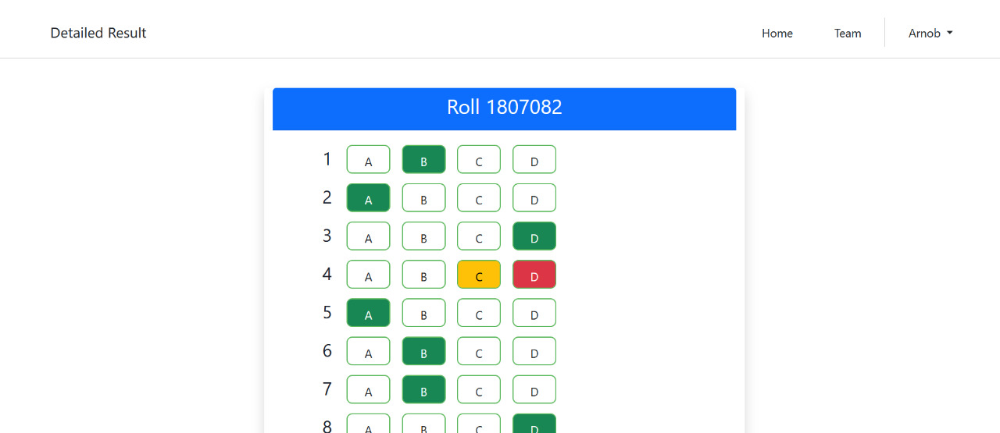 Detailed Result Home Team Arnob
Roll 1807082
1 A B C D
2 A B C D
3 A B C D
4 A B C D
5 A B C D
6 A B C D
7 A B C D
8 A B C D